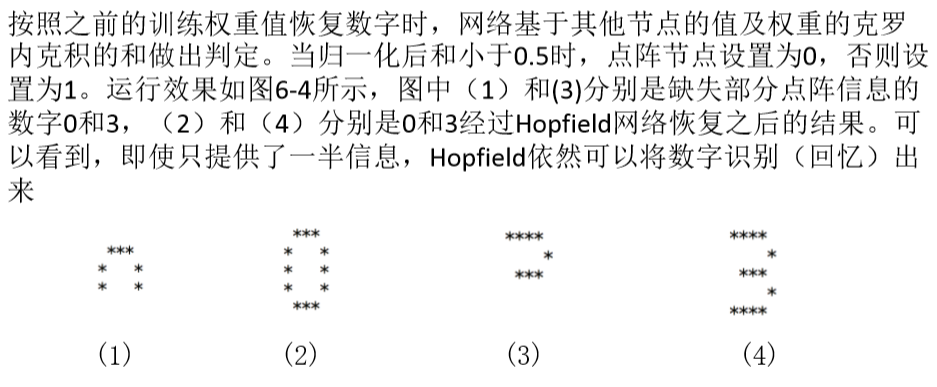 按照之前的训练权重值恢复数字时，网络基于其他节点的值及权重的克罗
内克积的和做出判定。当归一化后和小于0.5时，点阵节点设置为0，否则设
置为1。运行效果如图6-4所示，图中（1）和(3)分别是缺失部分点阵信息的
数字0和3，（2）和（4）分别是0和3经过Hopfield网络恢复之后的结果。可
以看到，即使只提供了一半信息，Hopfield依然可以将数字识别（回忆）出
来
*** **** ****
*** * * * *
* * * * *** ***
* * * * *
*** ****
(1) (2) (3) (4)